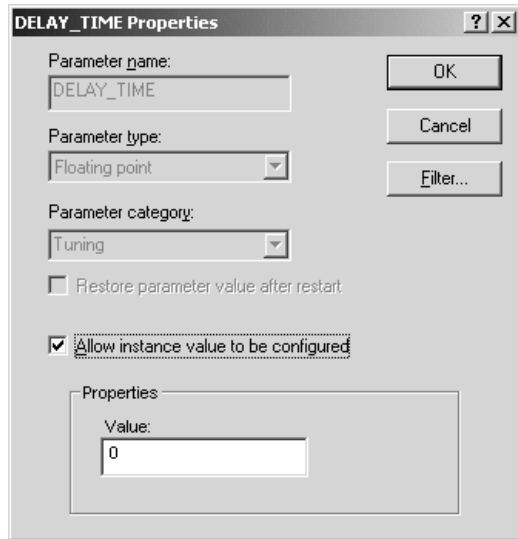 DELAY_TIME Properties
Parameter name:
DELAY_TIME
OK
Parameter type:
Floating point
Cancel
Filter...
Parameter category:
Tuning
Restore parameter value after restart
Allow instance value to be configured
Properties
Value:
0